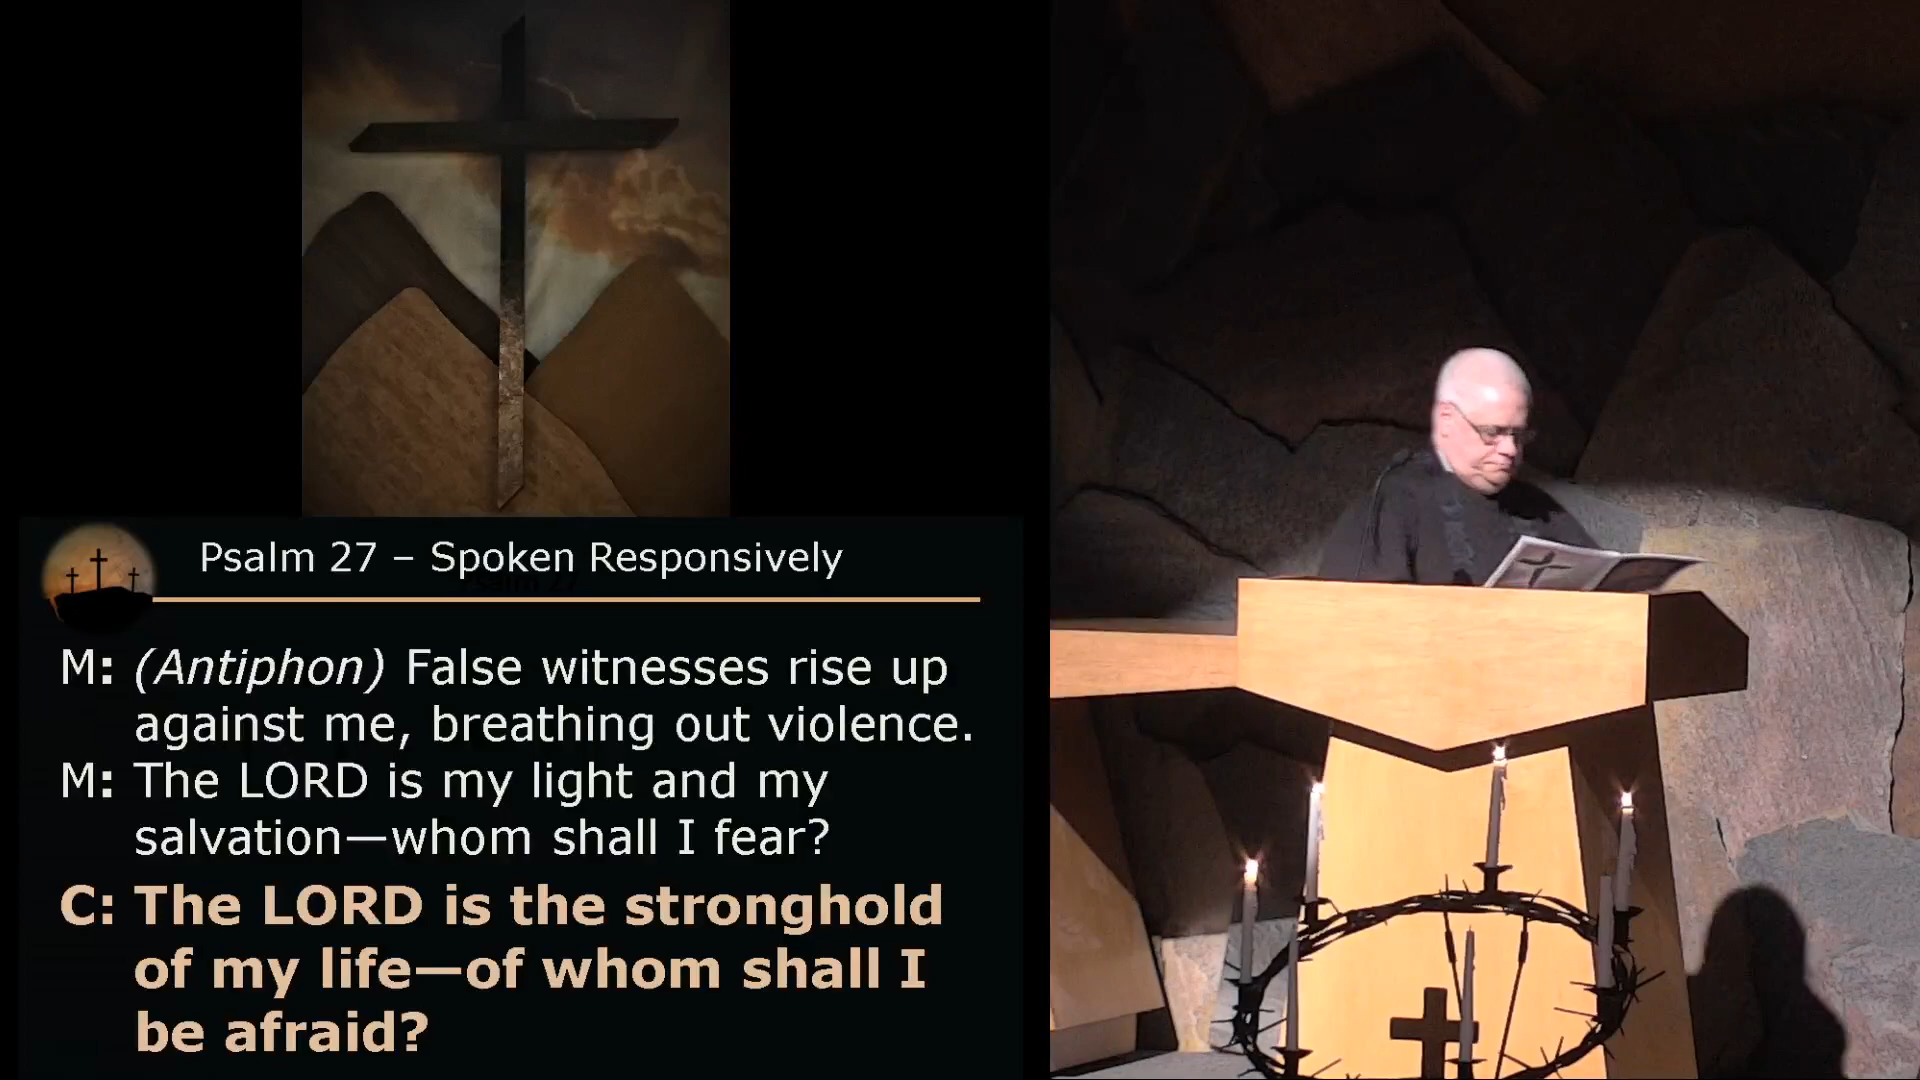 Psalm 27 – Spoken Responsively
M: (Antiphon) False witnesses rise up
against me, breathing out violence.
M: The LORD is my light and my
salvation—whom shall I fear?
C: The LORD is the stronghold
of my life—of whom shall I
be afraid?